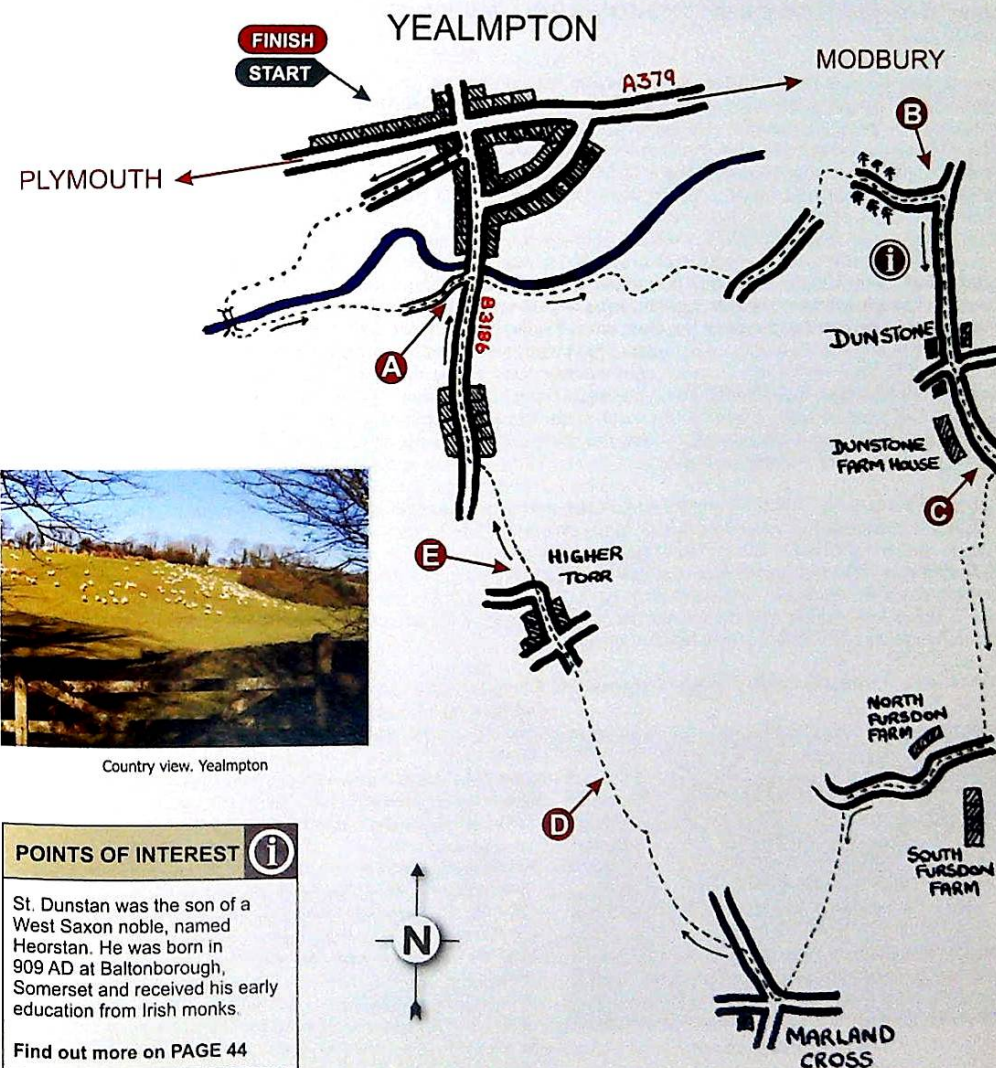 YEALMPTON
FINISH
START
A379
MODBURY
B
PLYMOUTH
i
A
B3186
DUNSTONE
DUNSTONE
FARM HOUSE
C
E
HIGHER
TORR
NORTH
FURSDON
FARM
Country view. Yealmpton
D
SOUTH
FURSDON
FARM
POINTS OF INTEREST i
St. Dunstan was the son of a
West Saxon noble, named
Heorstan. He was born in
909 AD at Baltonborough,
Somerset and received his early
education from Irish monks.
Find out more on PAGE 44
N
MARLAND
CROSS